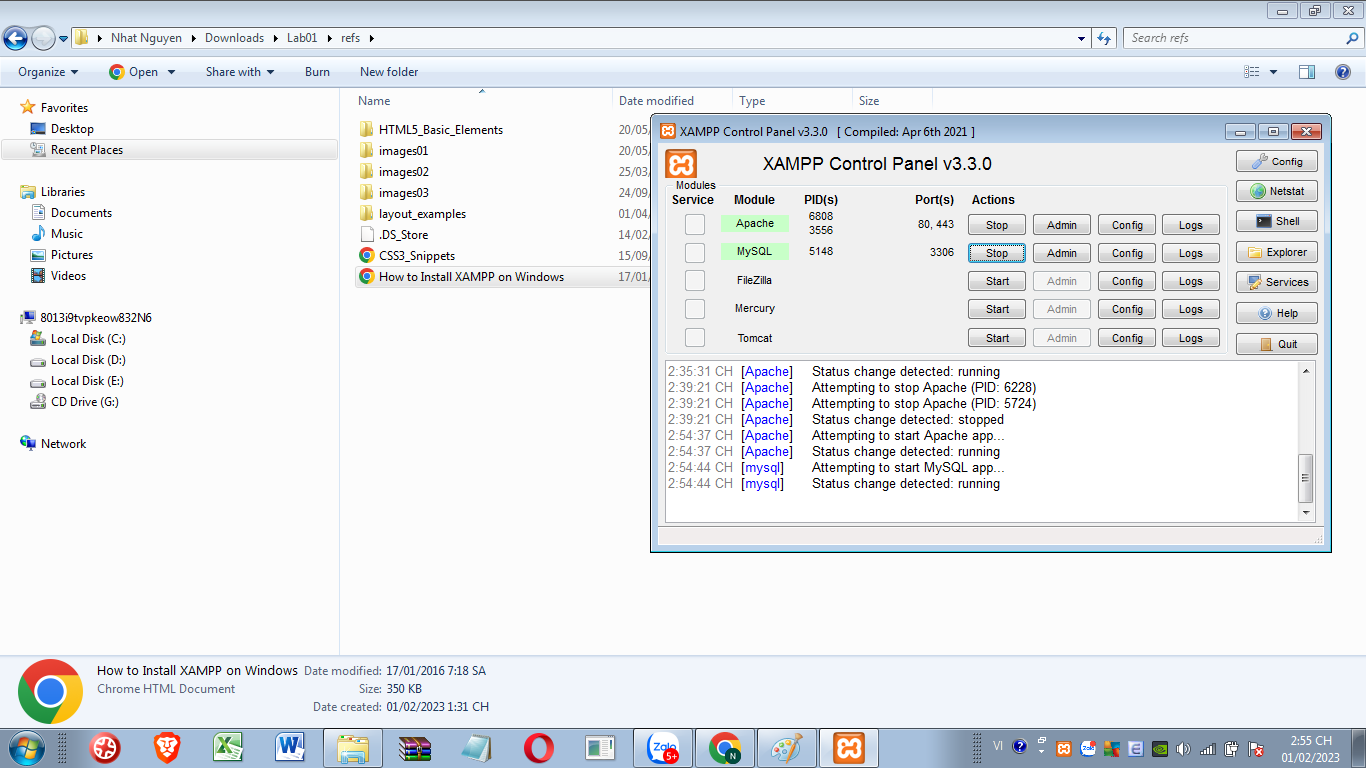 Nhat Nguyen Downloads Lab01 refs
Search refs
Organize Open Share with Burn New folder
Favorites
Desktop
Recent Places
Libraries
Documents
Music
Pictures
Videos
8013i9tvpkeow832N6
Local Disk (C:)
Local Disk (D:)
Local Disk (E:)
CD Drive (G:)
Network
Name Date modified Type Size
HTML5_Basic_Elements 20/05,
images01 20/05,
images02 25/03,
images03 24/09,
layout_examples 01/04,
.DS_Store 14/02,
CSS3_Snippets 15/09,
How to Install XAMPP on Windows 17/01,
XAMPP Control Panel v3.3.0 [ Compiled: Apr 6th 2021 ]
XAMPP Control Panel v3.3.0
Modules
Service Module PID(s) Port(s) Actions
Apache 6808 3556 80, 443 Stop Admin Config Logs
MySQL 5148 3306 Stop Admin Config Logs
FileZilla Start Admin Config Logs
Mercury Start Admin Config Logs
Tomcat Start Admin Config Logs
Config
Netstat
Shell
Explorer
Services
Help
Quit
2:35:31 CH [Apache] Status change detected: running
2:39:21 CH [Apache] Attempting to stop Apache (PID: 6228)
2:39:21 CH [Apache] Attempting to stop Apache (PID: 5724)
2:39:21 CH [Apache] Status change detected: stopped
2:54:37 CH [Apache] Attempting to start Apache app...
2:54:37 CH [Apache] Status change detected: running
2:54:44 CH [mysql] Attempting to start MySQL app...
2:54:44 CH [mysql] Status change detected: running
How to Install XAMPP on Windows Date modified: 17/01/2016 7:18 SA
Chrome HTML Document Size: 350 KB
Date created: 01/02/2023 1:31 CH
Zalo
5+
N
VI
2:55 CH
01/02/2023